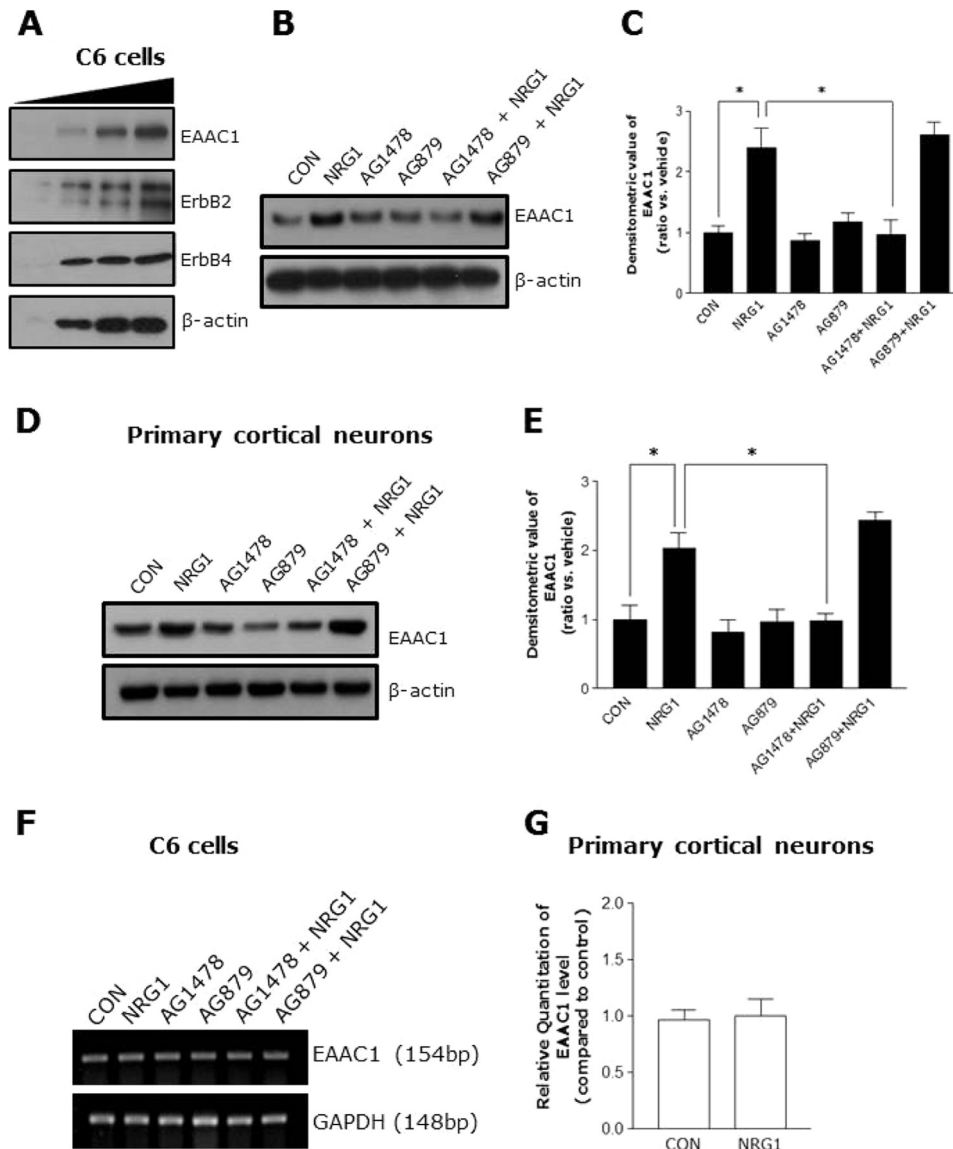 A
C6 cells
EAAC1
ErbB2
ErbB4
β-actin
B
CON
NRG1
AG1478
AG879
AG1478 + NRG1
AG879 + NRG1
EAAC1
β-actin
C
Demsitometric value of
EAAC1
(ratio vs. vehicle)
3
2
1
0
*
*
CON
NRG1
AG1478
AG879
AG1478+NRG1
AG879+NRG1
D
Primary cortical neurons
CON
NRG1
AG1478
AG879
AG1478 + NRG1
AG879 + NRG1
EAAC1
β-actin
E
Demsitometric value of
EAAC1
(ratio vs. vehicle)
3
2
1
0
*
*
CON
NRG1
AG1478
AG879
AG1478+NRG1
AG879+NRG1
F
C6 cells
CON
NRG1
AG1478
AG879
AG1478 + NRG1
AG879 + NRG1
EAAC1 (154bp)
GAPDH (148bp)
G
Primary cortical neurons
Relative Quantitation of
EAAC1 level
(compared to control)
2.0
1.5
1.0
0.5
0.0
CON
NRG1